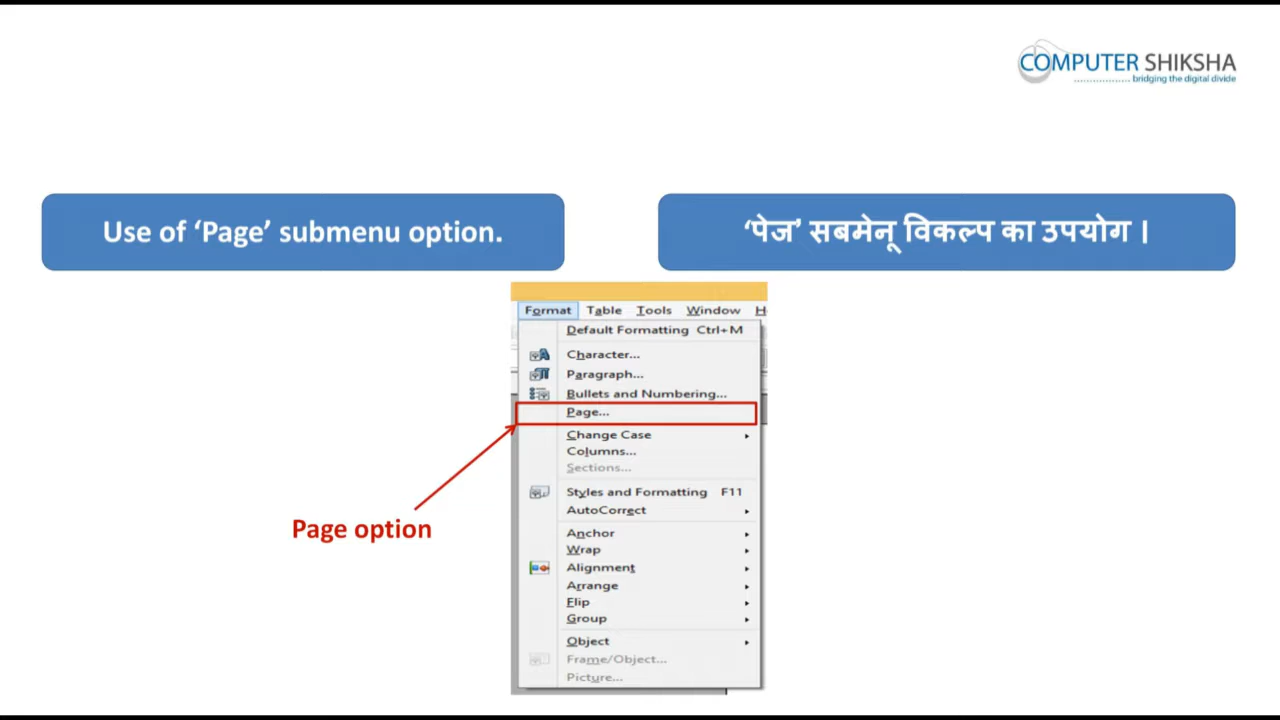 COMPUTER SHIKSHA
bridging the digital divide
Use of ‘Page’ submenu option.
‘पेज’ सबमेनू विकल्प का उपयोग |
Format Table Tools Window H
Default Formatting Ctrl+M
Character...
Paragraph...
Bullets and Numbering...
Page...
Change Case
Columns...
Sections...
Styles and Formatting F11
AutoCorrect
Anchor
Wrap
Alignment
Arrange
Flip
Group
Object
Frame/Object...
Picture...
Page option